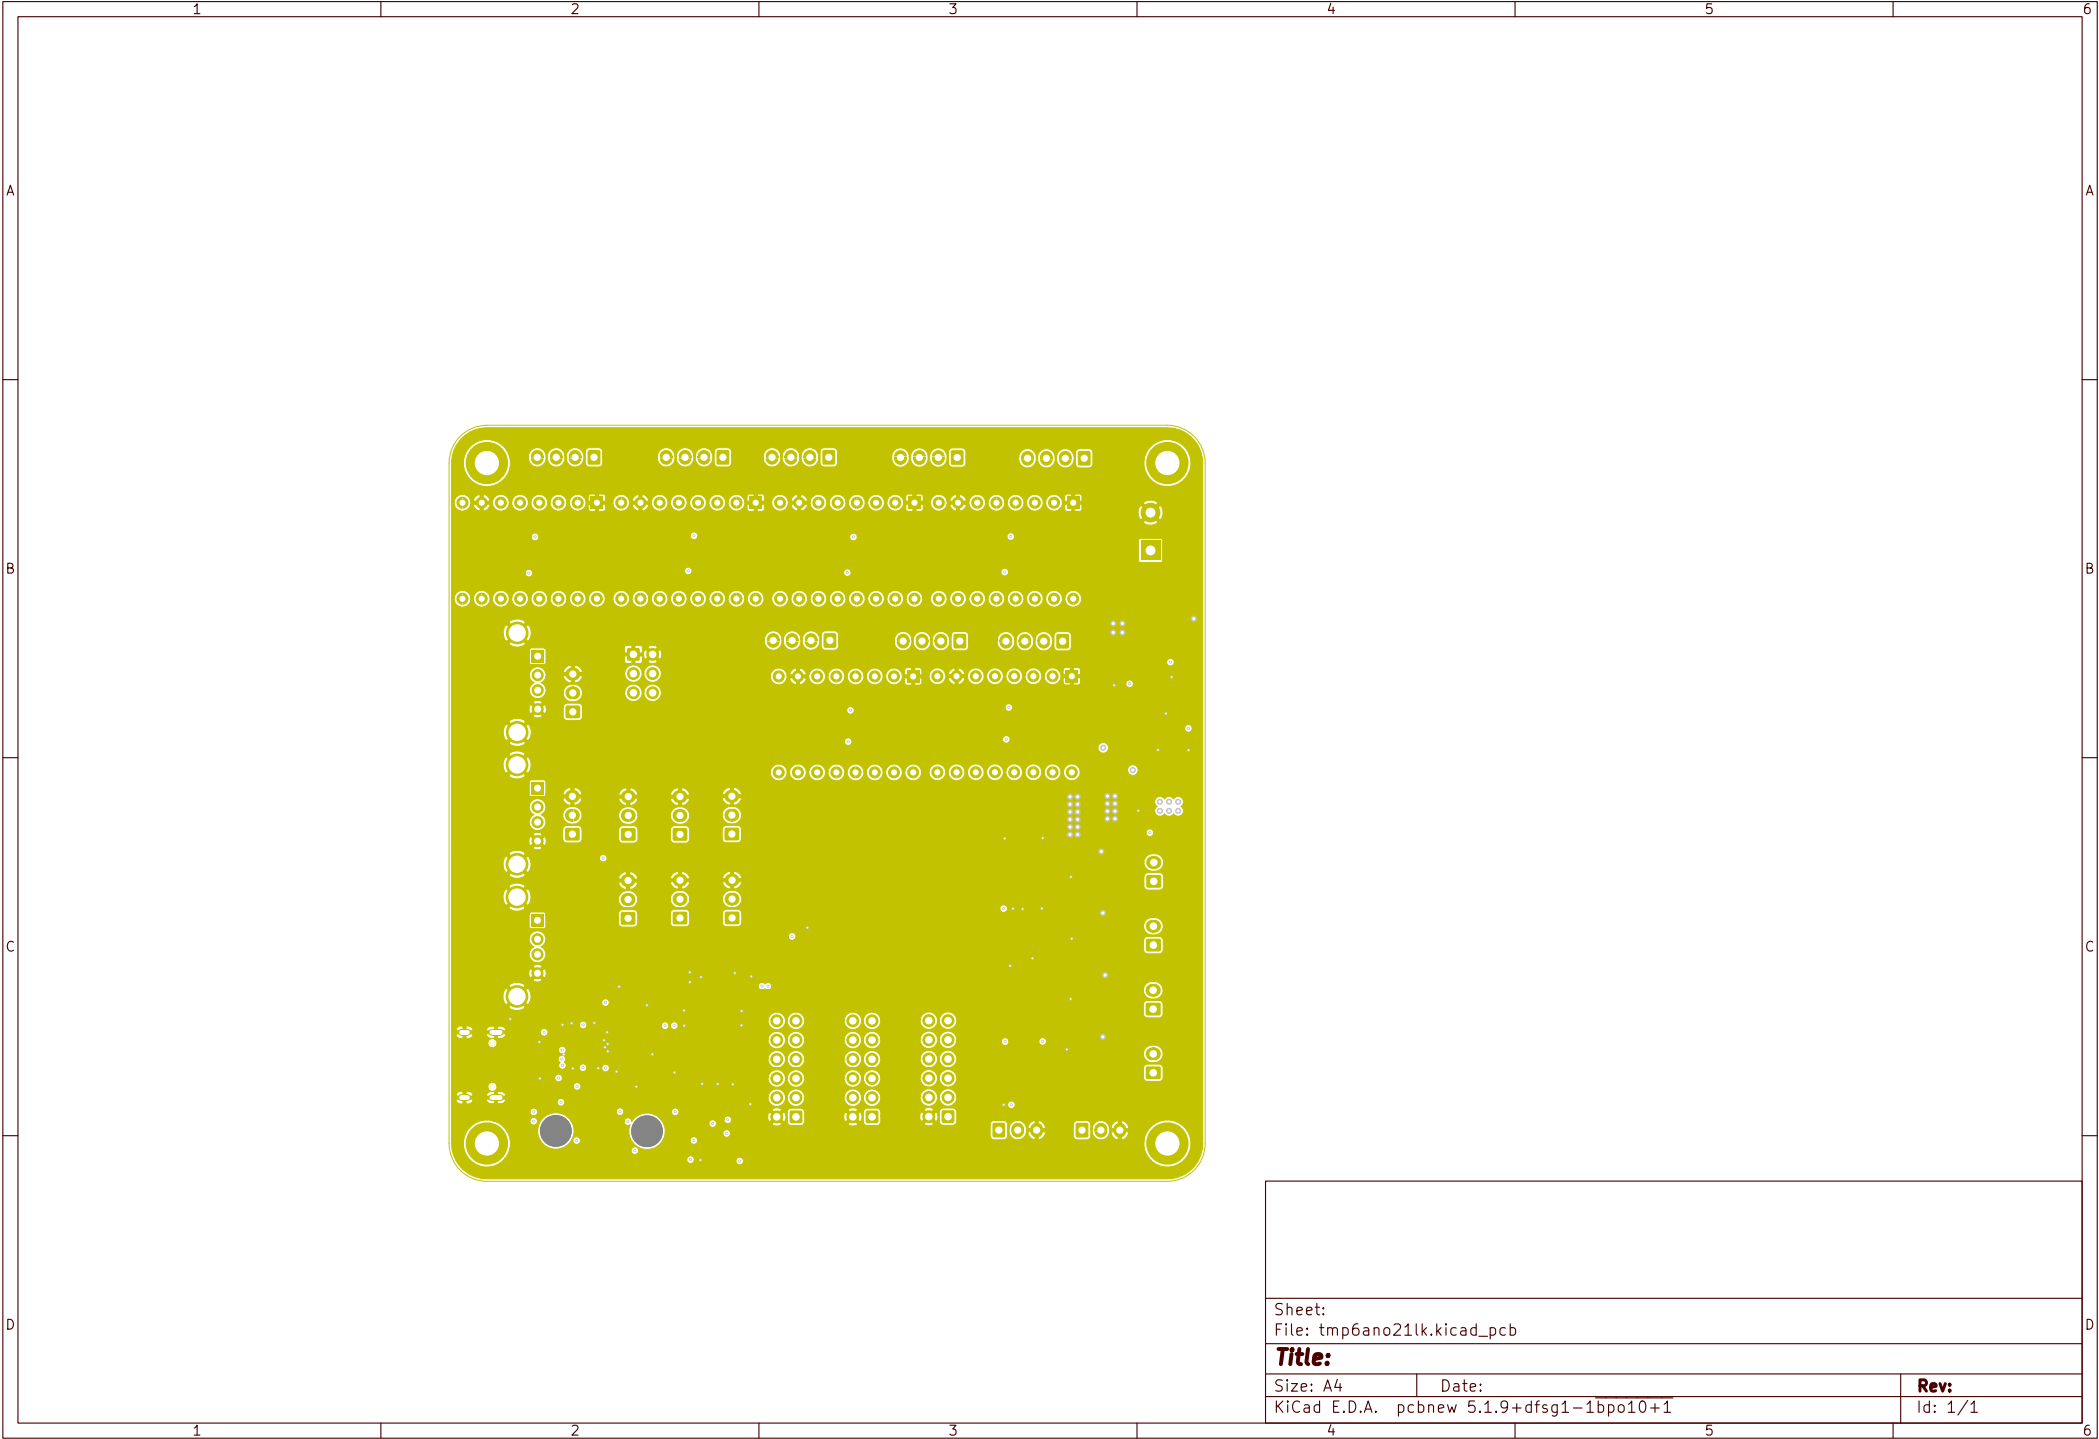 1 2 3 4 5 6
A A
B B
C C
D D
Sheet:
File: tmp6ano21lk.kicad_pcb
Title:
Size: A4 Date: Rev:
KiCad E.D.A. pcbnew 5.1.9+dfsg1-1bpo10+1 Id: 1/1
1 2 3 4 5 6